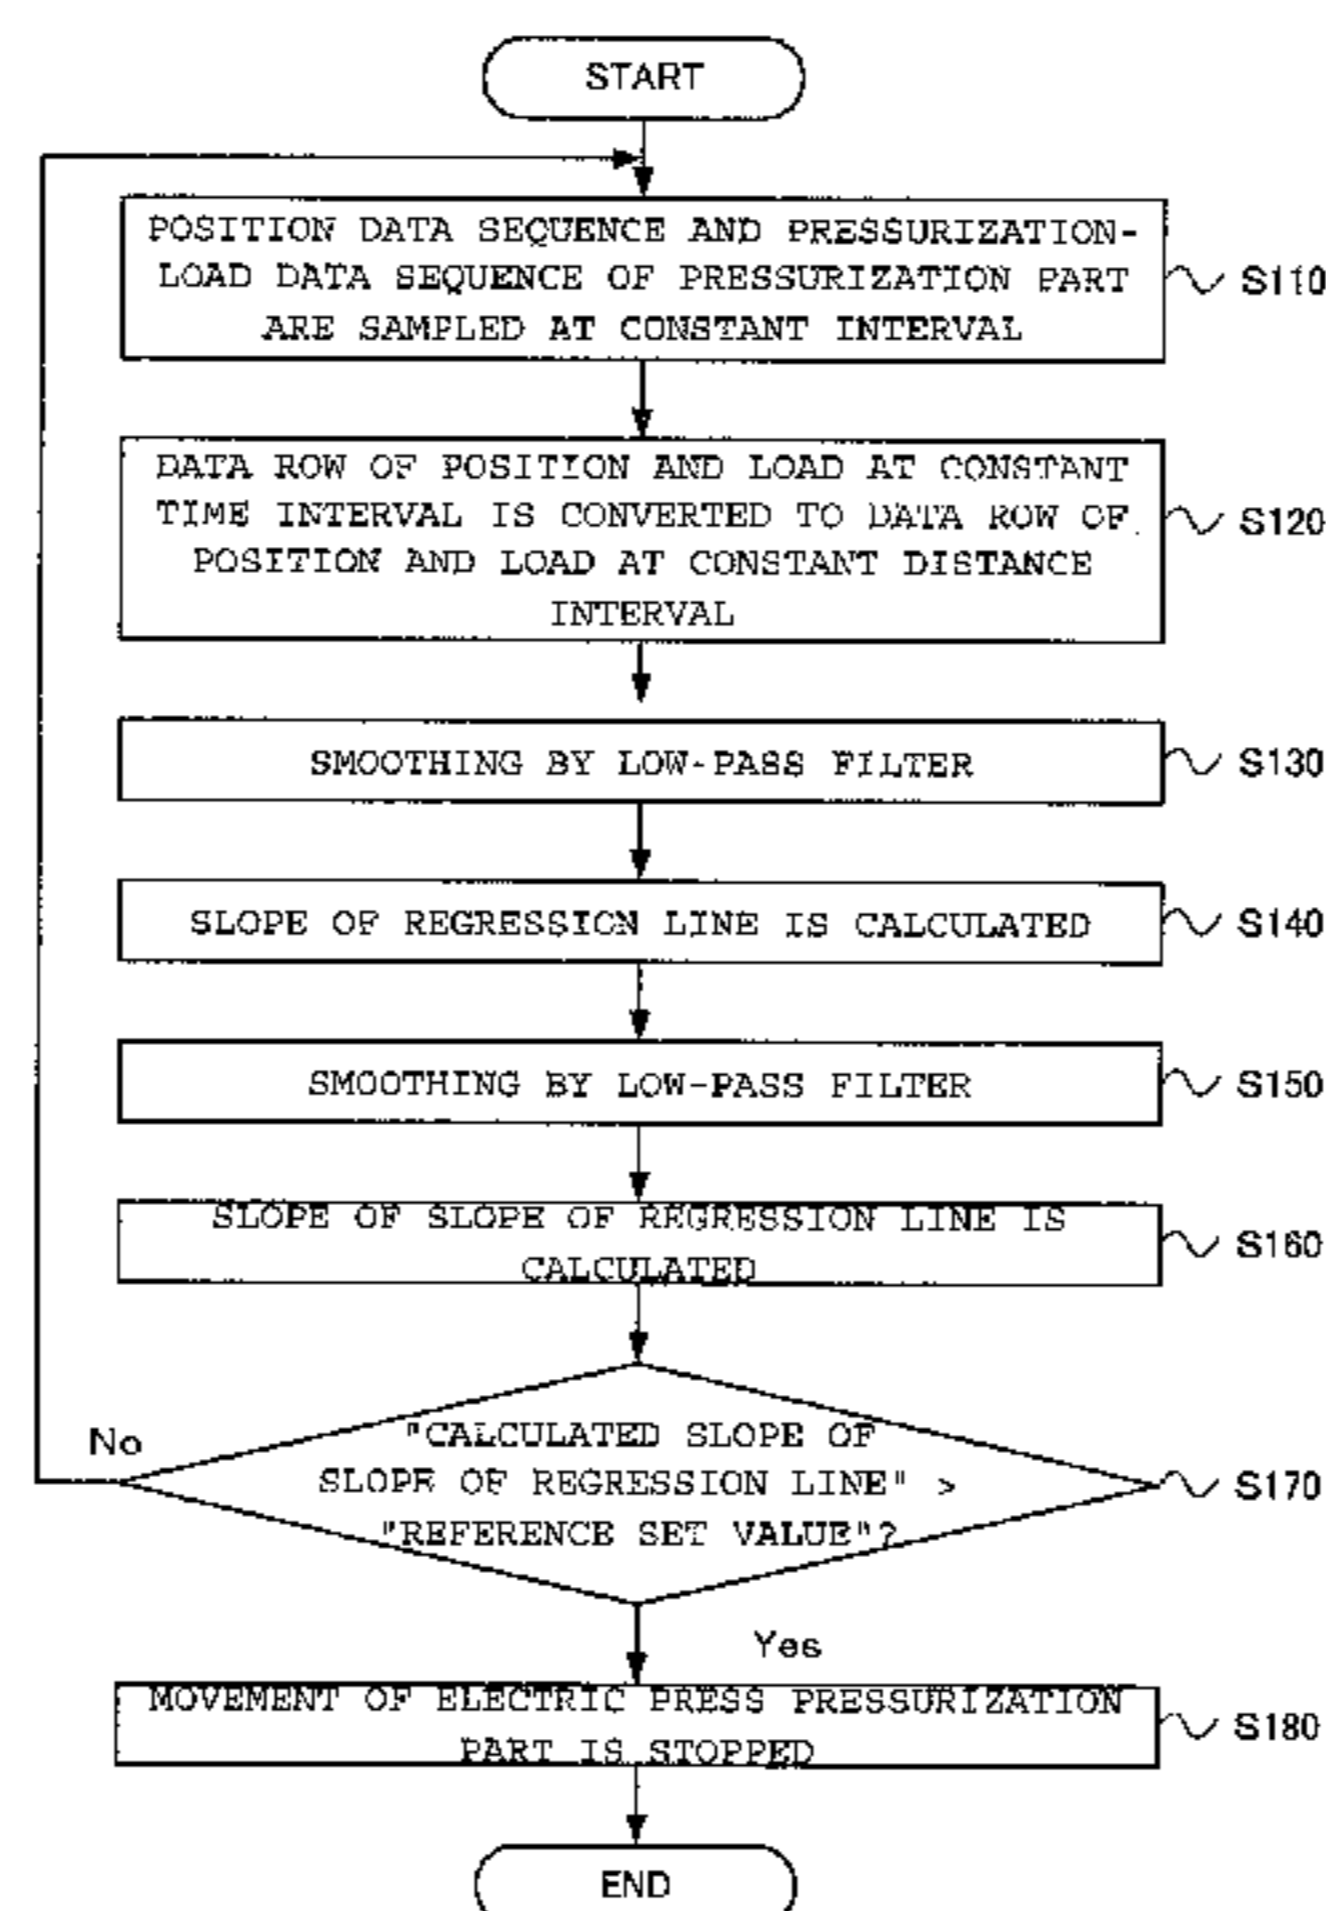 START
POSITION DATA SEQUENCE AND PRESSURIZATION-
LOAD DATA SEQUENCE OF PRESSURIZATION PART
ARE SAMPLED AT CONSTANT INTERVAL
S110
DATA ROW OF POSITION AND LOAD AT CONSTANT
TIME INTERVAL IS CONVERTED TO DATA ROW OF
POSITION AND LOAD AT CONSTANT DISTANCE
INTERVAL
S120
SMOOTHING BY LOW-PASS FILTER
S130
SLOPE OF REGRESSION LINE IS CALCULATED
S140
SMOOTHING BY LOW-PASS FILTER
S150
SLOPE OF SLOPE OF REGRESSION LINE IS
CALCULATED
S160
No
"CALCULATED SLOPE OF
SLOPE OF REGRESSION LINE" >
"REFERENCE SET VALUE"?
S170
Yes
MOVEMENT OF ELECTRIC PRESS PRESSURIZATION
PART IS STOPPED
S180
END